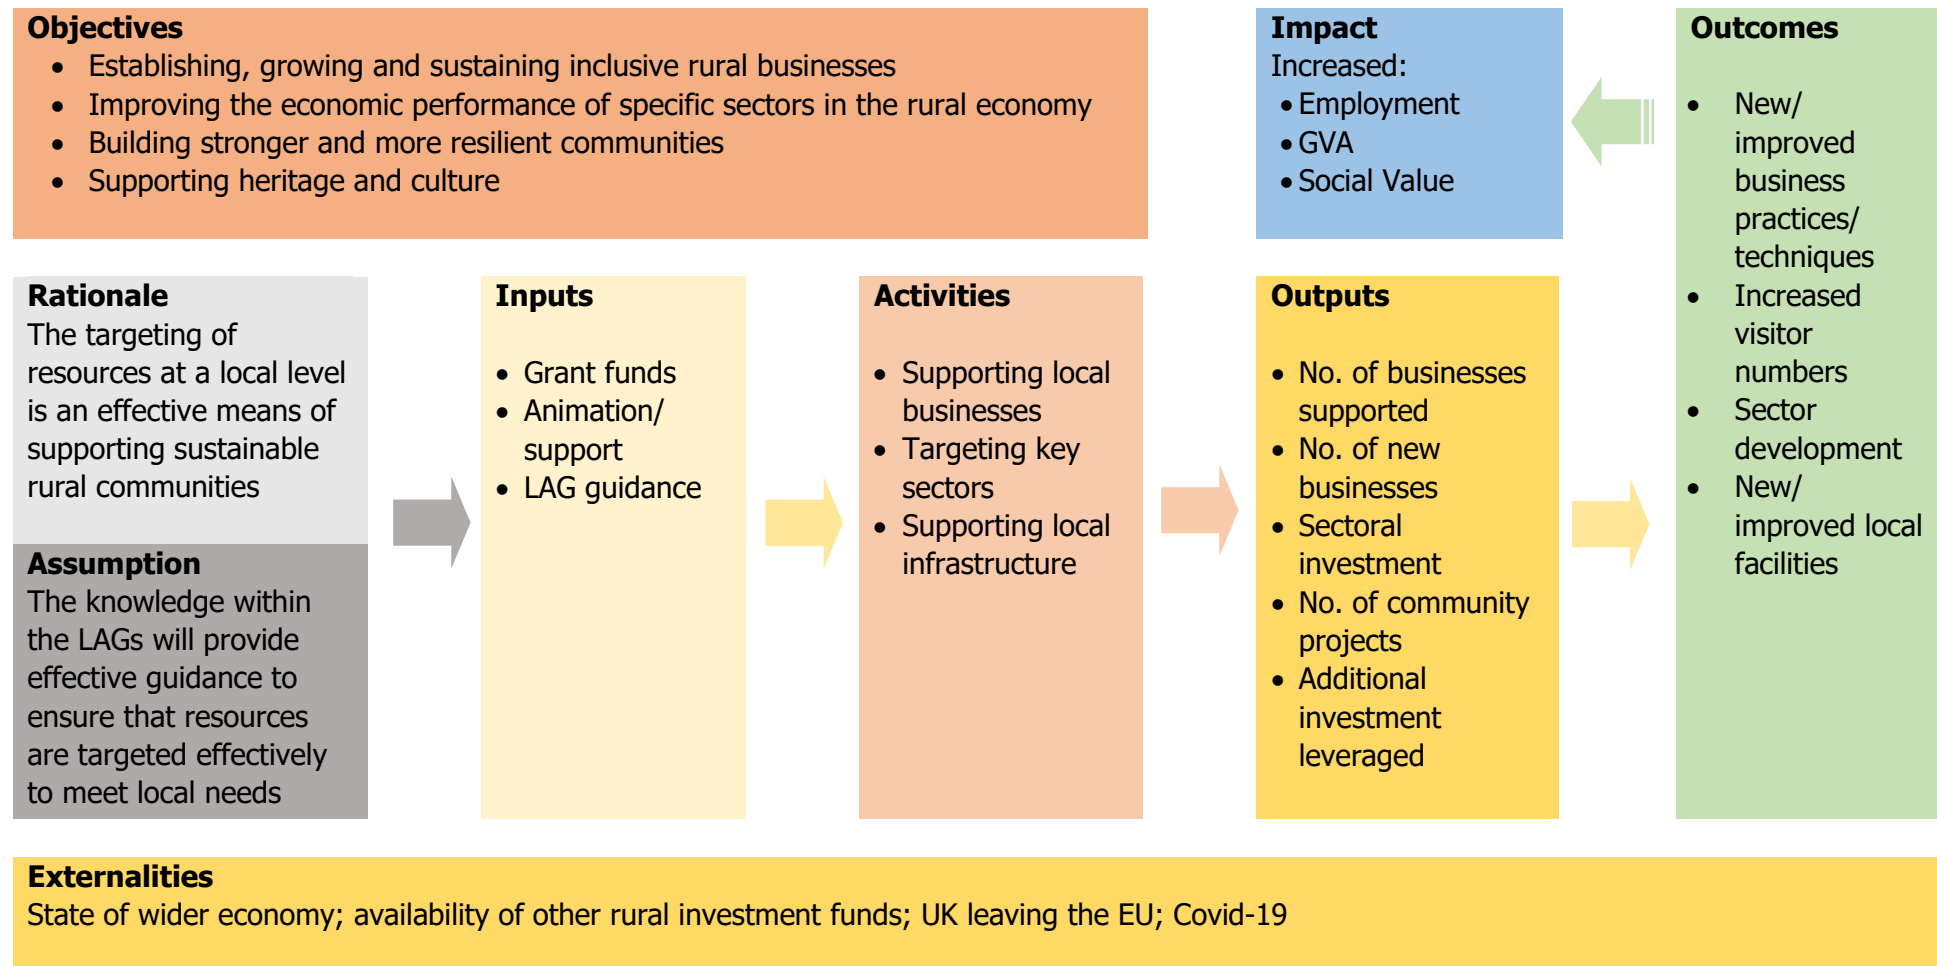 Objectives
• Establishing, growing and sustaining inclusive rural businesses
• Improving the economic performance of specific sectors in the rural economy
• Building stronger and more resilient communities
• Supporting heritage and culture
Impact
Increased:
• Employment
• GVA
• Social Value
Outcomes
• New/
improved
business
practices/
techniques
• Increased
visitor
numbers
• Sector
development
• New/
improved local
facilities
Rationale
The targeting of
resources at a local level
is an effective means of
supporting sustainable
rural communities
Assumption
The knowledge within
the LAGs will provide
effective guidance to
ensure that resources
are targeted effectively
to meet local needs
Inputs
• Grant funds
• Animation/
support
• LAG guidance
Activities
• Supporting local
businesses
• Targeting key
sectors
• Supporting local
infrastructure
Outputs
• No. of businesses
supported
• No. of new
businesses
• Sectoral
investment
• No. of community
projects
• Additional
investment
leveraged
Externalities
State of wider economy; availability of other rural investment funds; UK leaving the EU; Covid-19